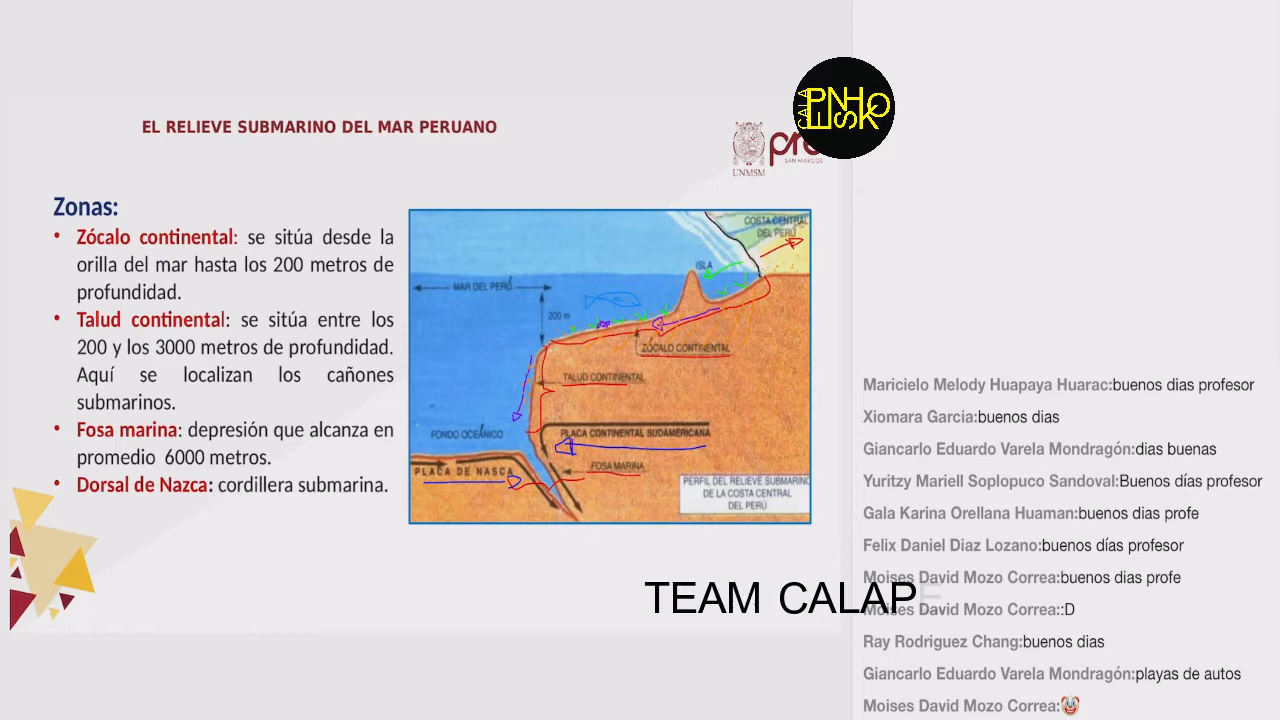 EL RELIEVE SUBMARINO DEL MAR PERUANO
CALA
PENHO
ESK
pre
SAN MARCOS
UNMSM
Zonas:
• Zócalo continental: se sitúa desde la
orilla del mar hasta los 200 metros de
profundidad.
• Talud continental: se sitúa entre los
200 y los 3000 metros de profundidad.
Aquí se localizan los cañones
submarinos.
• Fosa marina: depresión que alcanza en
promedio 6000 metros.
• Dorsal de Nazca: cordillera submarina.
COSTA CENTRAL
DEL PERÚ
ISLA
MAR DEL PERÚ
200 m
ZÓCALO CONTINENTAL
TALUD CONTINENTAL
FONDO OCEÁNICO
PLACA CONTINENTAL SUDAMERICANA
PLACA DE NASCA
FOSA MARINA
PERFIL DEL RELIEVE SUBMARINO
DE LA COSTA CENTRAL
DEL PERÚ
TEAM CALAPE
Maricielo Melody Huapaya Huarac:buenos dias profesor
Xiomara Garcia:buenos dias
Giancarlo Eduardo Varela Mondragón:dias buenas
Yuritzy Mariell Soplopuco Sandoval:Buenos días profesor
Gala Karina Orellana Huaman:buenos dias profe
Felix Daniel Diaz Lozano:buenos días profesor
Moises David Mozo Correa:buenos dias profe
Moises David Mozo Correa::D
Ray Rodriguez Chang:buenos dias
Giancarlo Eduardo Varela Mondragón:playas de autos
Moises David Mozo Correa:🤡